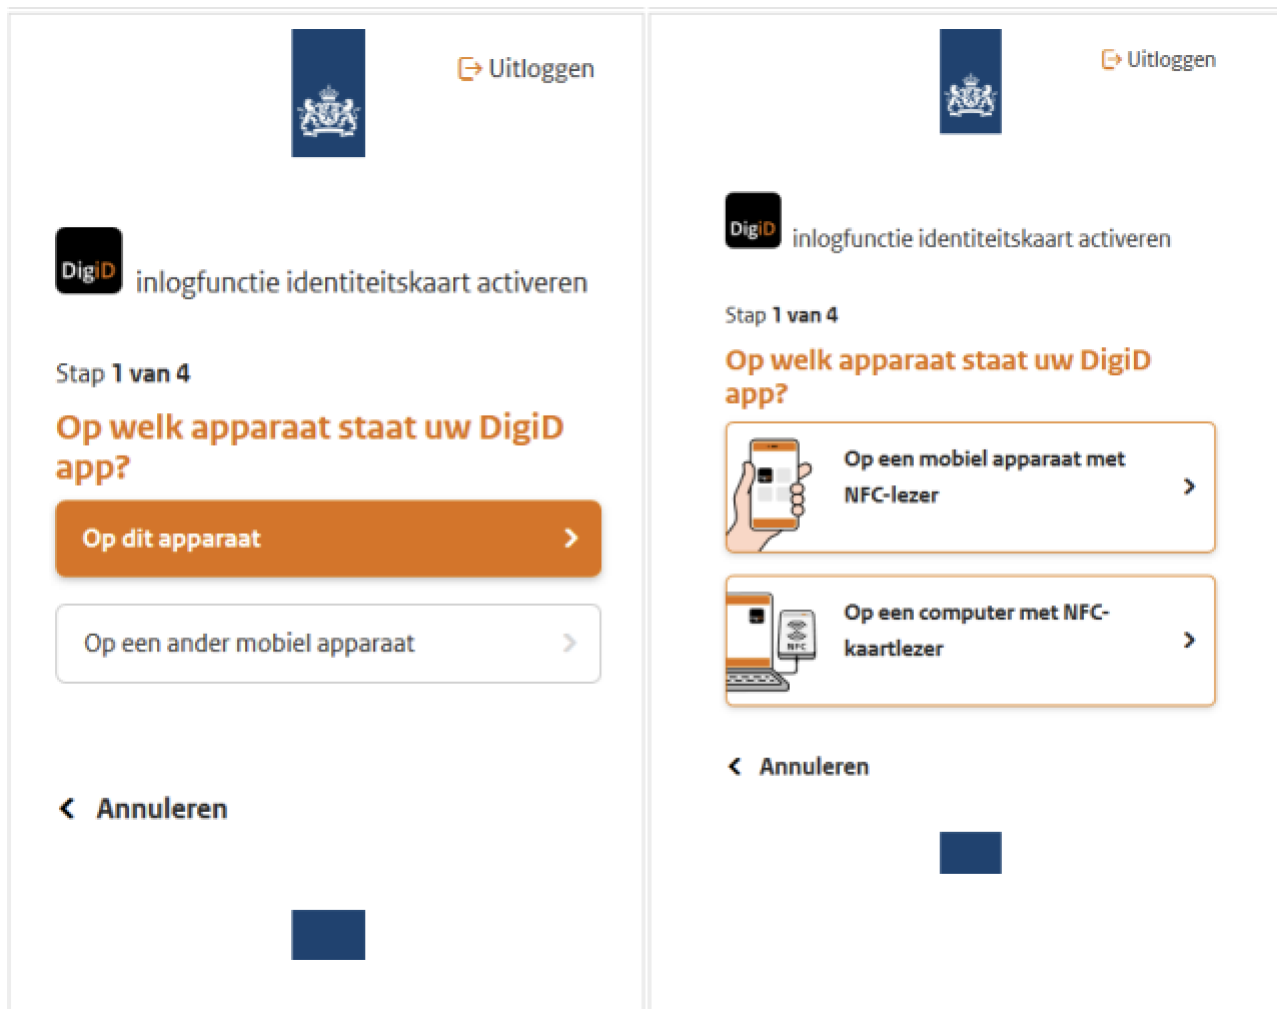 Uitloggen
DigiD
inlogfunctie identiteitskaart activeren
Stap 1 van 4
Op welk apparaat staat uw DigiD
app?
Op dit apparaat
Op een ander mobiel apparaat
Annuleren
Uitloggen
DigiD
inlogfunctie identiteitskaart activeren
Stap 1 van 4
Op welk apparaat staat uw DigiD
app?
Op een mobiel apparaat met
NFC-lezer
Op een computer met NFC-
kaartlezer
NFC
Annuleren